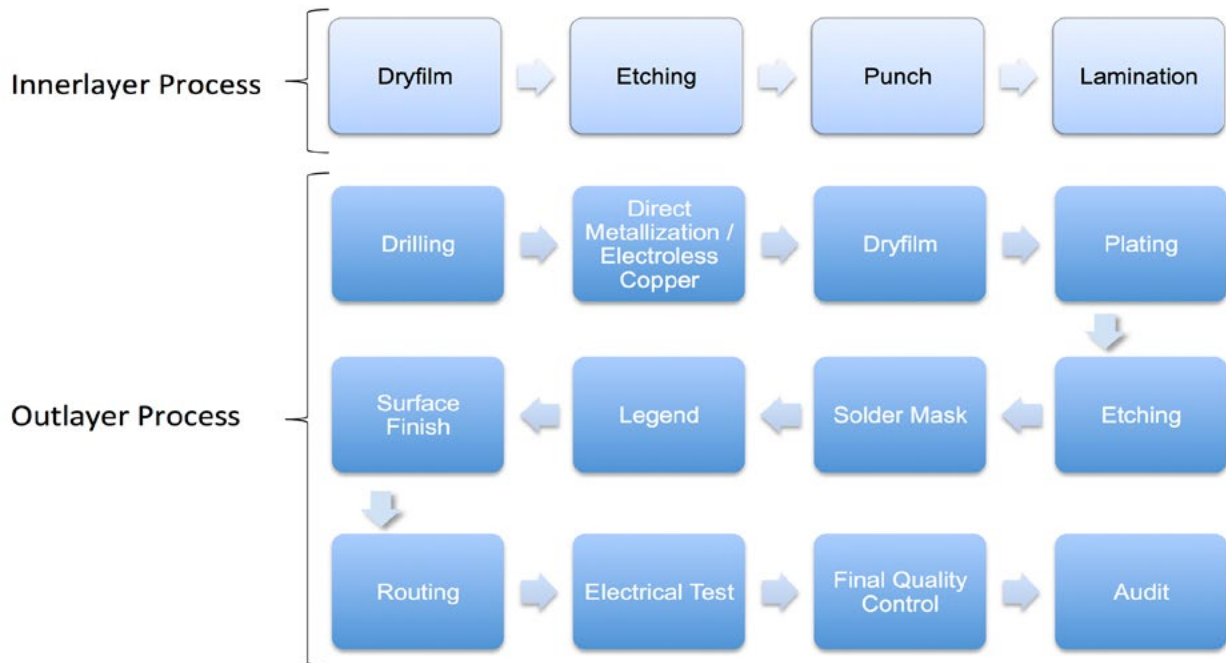 Innerlayer Process
Dryfilm
Etching
Punch
Lamination
Outlayer Process
Drilling
Direct
Metallization /
Electroless
Copper
Dryfilm
Plating
Surface
Finish
Legend
Solder Mask
Etching
Routing
Electrical Test
Final Quality
Control
Audit